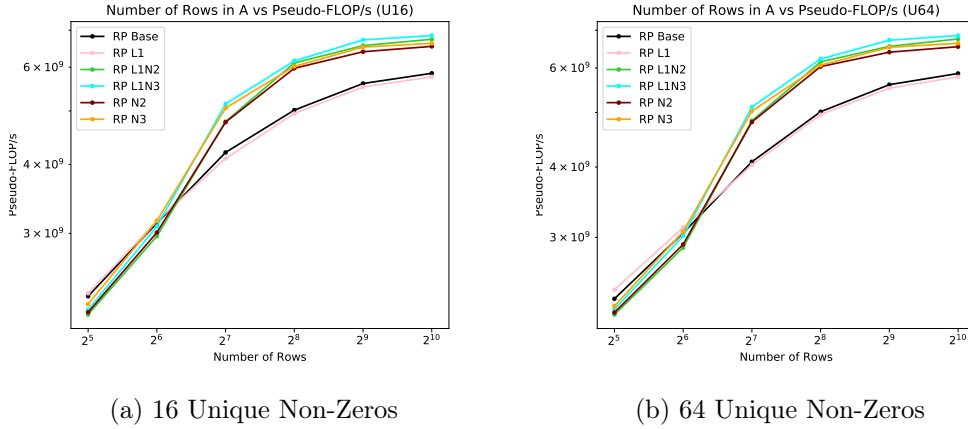 Number of Rows in A vs Pseudo-FLOP/s (U16)
RP Base
RP L1
RP L1N2
RP L1N3
RP N2
RP N3
6 × 10⁹
4 × 10⁹
3 × 10⁹
Pseudo-FLOP/s
2⁵ 2⁶ 2⁷ 2⁸ 2⁹ 2¹⁰
Number of Rows
(a) 16 Unique Non-Zeros
Number of Rows in A vs Pseudo-FLOP/s (U64)
RP Base
RP L1
RP L1N2
RP L1N3
RP N2
RP N3
6 × 10⁹
4 × 10⁹
3 × 10⁹
Pseudo-FLOP/s
2⁵ 2⁶ 2⁷ 2⁸ 2⁹ 2¹⁰
Number of Rows
(b) 64 Unique Non-Zeros